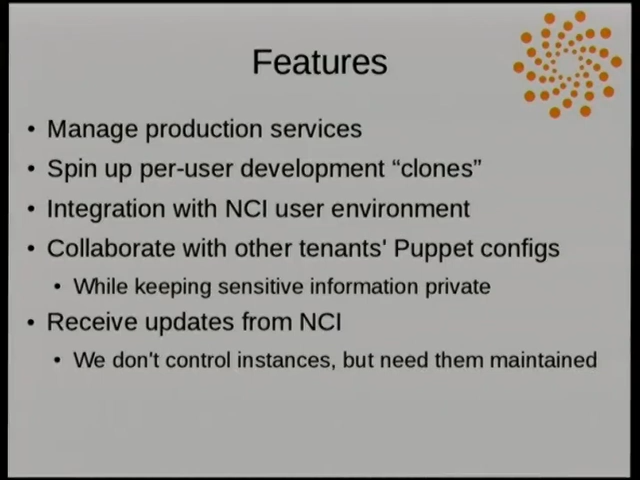 Features
• Manage production services
• Spin up per-user development “clones”
• Integration with NCI user environment
• Collaborate with other tenants' Puppet configs
• While keeping sensitive information private
• Receive updates from NCI
• We don't control instances, but need them maintained